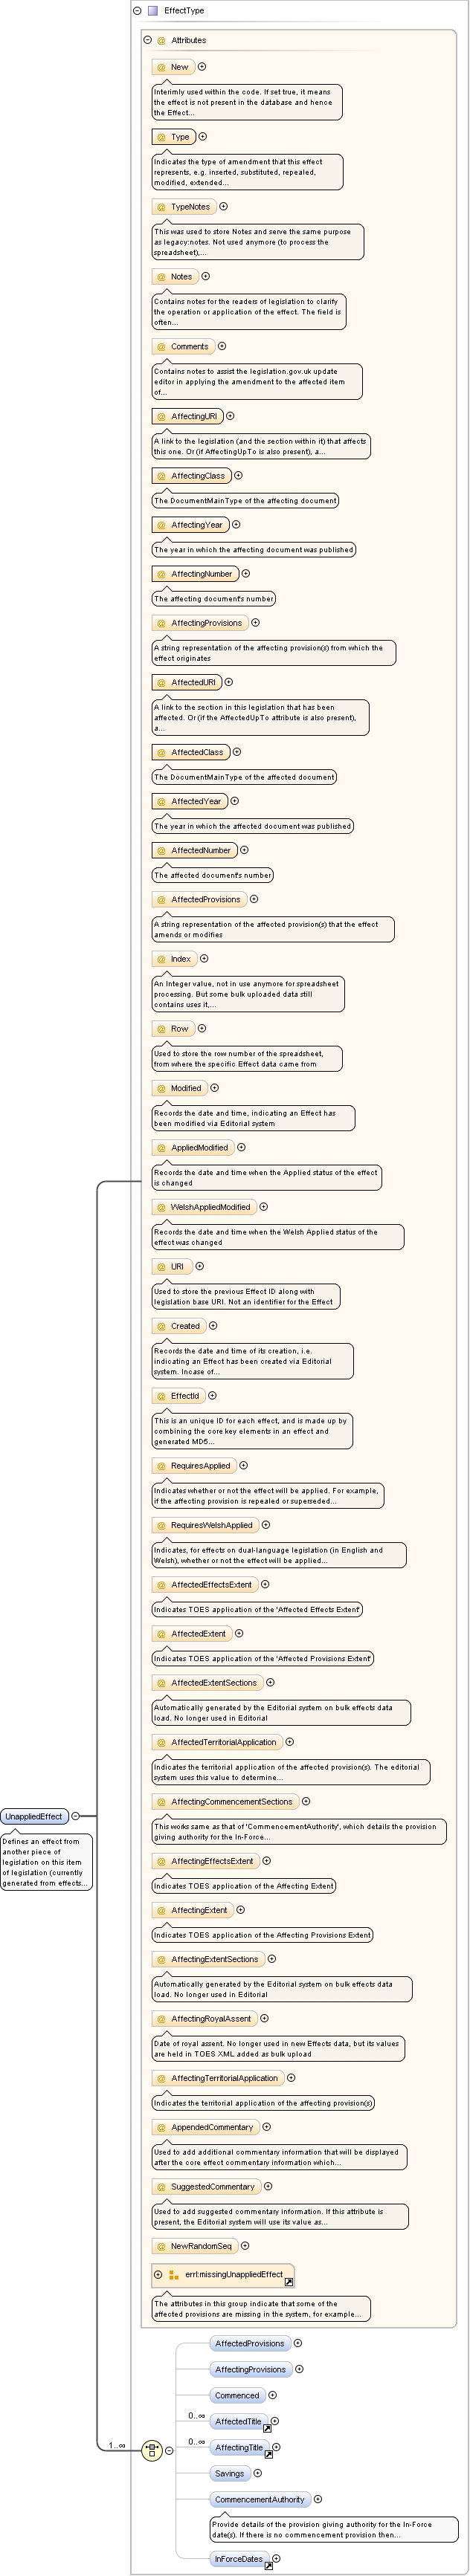 EffectType
Attributes
@ New
Interimly used within the code. If set true, it means
the effect is not present in the database and hence
the Effect...
@ Type
Indicates the type of amendment that this effect
represents, e.g. inserted, substituted, repealed,
modified, extended...
@ TypeNotes
This was used to store Notes and serve the same purpose
as legacy:notes. Not used anymore (to process the
spreadsheet),...
@ Notes
Contains notes for the readers of legislation to clarify
the operation or application of the effect. The field is
often...
@ Comments
Contains notes to assist the legislation.gov.uk update
editor in applying the amendment to the affected item
of...
@ AffectingURI
A link to the legislation (and the section within it) that affects
this one. Or (if AffectingUpTo is also present), a...
@ AffectingClass
The DocumentMainType of the affecting document
@ AffectingYear
The year in which the affecting document was published
@ AffectingNumber
The affecting document's number
@ AffectingProvisions
A string representation of the affecting provision(s) from which the
effect originates
@ AffectedURI
A link to the section in this legislation that has been
affected. Or (if the AffectedUpTo attribute is also present),
a...
@ AffectedClass
The DocumentMainType of the affected document
@ AffectedYear
The year in which the affected document was published
@ AffectedNumber
The affected document's number
@ AffectedProvisions
A string representation of the affected provision(s) that the effect
amends or modifies
@ Index
An Integer value, not in use anymore for spreadsheet
processing. But some bulk uploaded data still
contains uses it,...
@ Row
Used to store the row number of the spreadsheet,
from where the specific Effect data came from
@ Modified
Records the date and time, indicating an Effect has
been modified via Editorial system
@ AppliedModified
Records the date and time when the Applied status of the effect
is changed
@ WelshAppliedModified
Records the date and time when the Welsh Applied status of the
effect was changed
@ URI
Used to store the previous Effect ID along with
legislation base URI. Not an identifier for the Effect
@ Created
Records the date and time of its creation, i.e.
indicating an Effect has been created via Editorial
system. Incase of...
@ EffectId
This is an unique ID for each effect, and is made up by
combining the core key elements in an effect and
generated MD5...
@ RequiresApplied
Indicates whether or not the effect will be applied. For example,
if the affecting provision is repealed or superseded...
@ RequiresWelshApplied
Indicates, for effects on dual-language legislation (in English and
Welsh), whether or not the effect will be applied...
@ AffectedEffectsExtent
Indicates TOES application of the 'Affected Effects Extent'
@ AffectedExtent
Indicates TOES application of the 'Affected Provisions Extent'
@ AffectedExtentSections
Automatically generated by the Editorial system on bulk effects data
load. No longer used in Editorial
@ AffectedTerritorialApplication
Indicates the territorial application of the affected provision(s). The editorial
system uses this value to determine...
@ AffectingCommencementSections
This works same as that of 'CommencementAuthority', which details the provision
giving authority for the In-Force...
@ AffectingEffectsExtent
Indicates TOES application of the Affecting Extent
@ AffectingExtent
Indicates TOES application of the Affecting Provisions Extent
@ AffectingExtentSections
Automatically generated by the Editorial system on bulk effects data
load. No longer used in Editorial
@ AffectingRoyalAssent
Date of royal assent. No longer used in new Effects data, but its values
are held in TOES XML added as bulk upload
@ AffectingTerritorialApplication
Indicates the territorial application of the affecting provision(s)
@ AppendedCommentary
Used to add additional commentary information that will be displayed
after the core effect commentary information which...
@ SuggestedCommentary
Used to add suggested commentary information. If this attribute is
present, the Editorial system will use its value as...
@ NewRandomSeq
errl:missingUnappliedEffect
The attributes in this group indicate that some of the
affected provisions are missing in the system, for example...
UnappliedEffect
Defines an effect from
another piece of
legislation on this item
of legislation (currently
generated from effects...
1..∞
AffectedProvisions
AffectingProvisions
Commenced
0..∞
AffectedTitle
0..∞
AffectingTitle
Savings
CommencementAuthority
Provide details of the provision giving authority for the In-Force
date(s). If there is no commencement provision then...
InForceDates